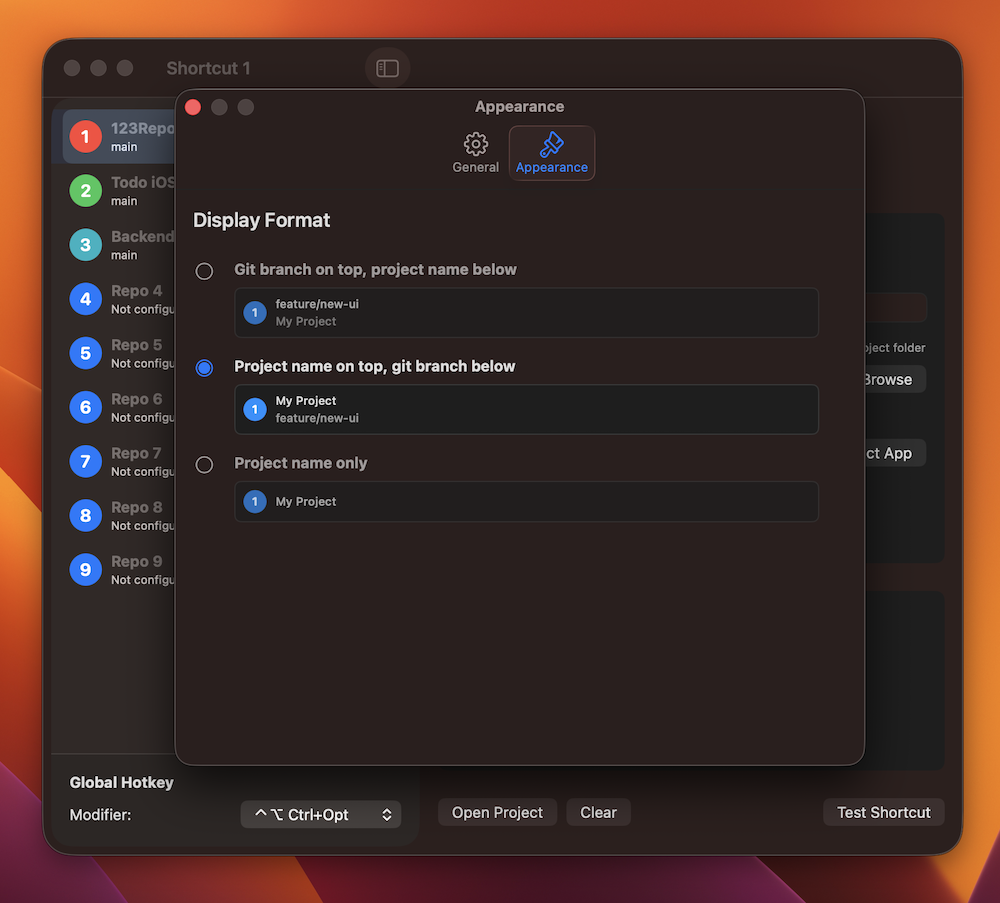 Shortcut 1
Appearance
General
Appearance
1
123Repo
main
2
Todo iOS
main
3
Backend
main
4
Repo 4
Not configu
5
Repo 5
Not configu
6
Repo 6
Not configu
7
Repo 7
Not configu
8
Repo 8
Not configu
9
Repo 9
Not configu
Display Format
Git branch on top, project name below
1
feature/new-ui
My Project
Project name on top, git branch below
1
My Project
feature/new-ui
Project name only
1
My Project
ject folder
Browse
ct App
Global Hotkey
Modifier:
⌃⌥ Ctrl+Opt
Open Project
Clear
Test Shortcut